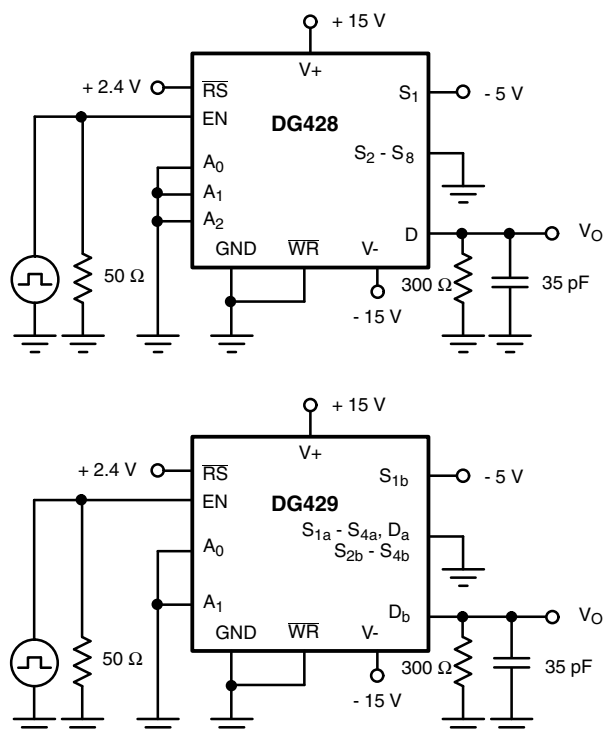 + 15 V
V+
+ 2.4 V
RS
EN
DG428
S1
- 5 V
S2 - S8
A0
A1
A2
D
VO
GND
WR
V-
50 Ω
300 Ω
35 pF
- 15 V
+ 15 V
V+
+2.4 V
RS
EN
DG429
S1b
- 5 V
S1a - S4a, Da
S2b - S4b
A0
A1
Db
VO
GND
WR
V-
50 Ω
300 Ω
35 pF
- 15 V